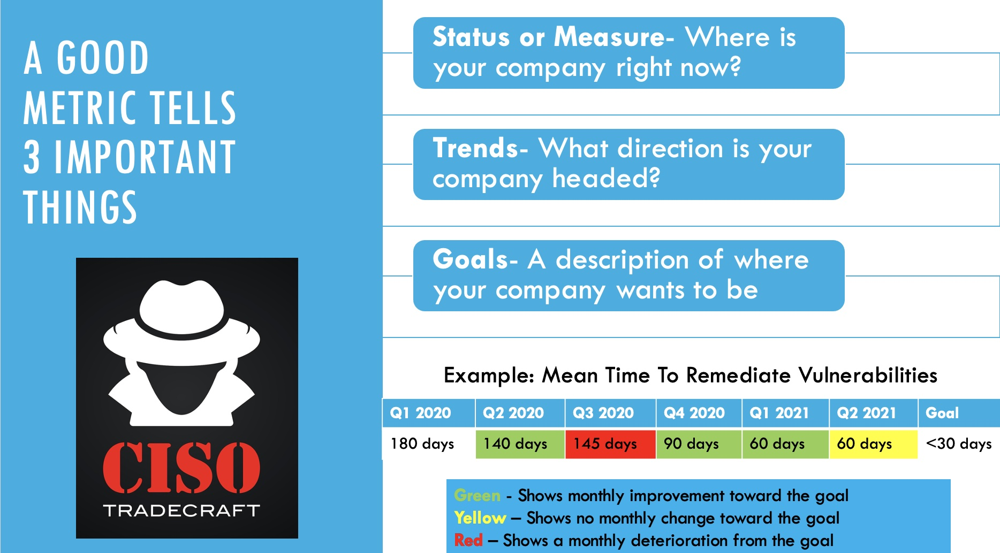 A GOOD
METRIC TELLS
3 IMPORTANT
THINGS
CISO
TRADECRAFT
Status or Measure- Where is
your company right now?
Trends- What direction is your
company headed?
Goals- A description of where
your company wants to be
Example: Mean Time To Remediate Vulnerabilities
Q1 2020 Q2 2020 Q3 2020 Q4 2020 Q1 2021 Q2 2021 Goal
180 days 140 days 145 days 90 days 60 days 60 days <30 days
Green - Shows monthly improvement toward the goal
Yellow – Shows no monthly change toward the goal
Red – Shows a monthly deterioration from the goal